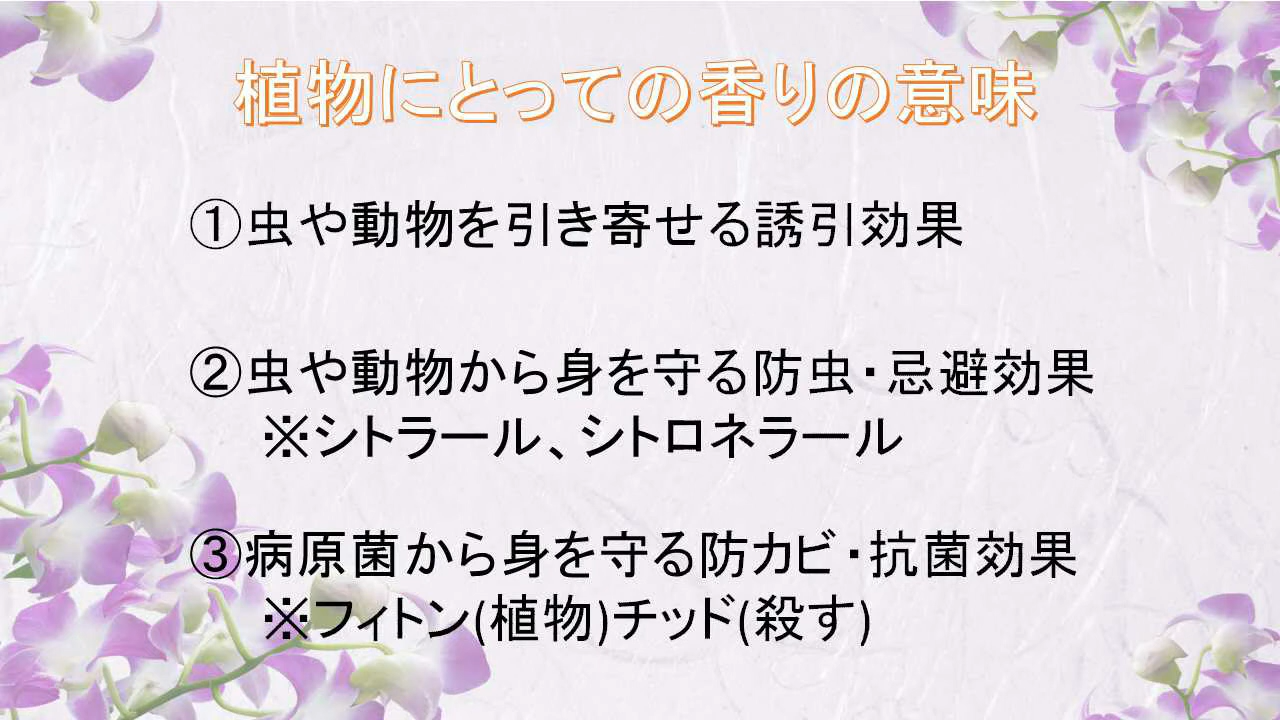 植物にとっての香りの意味
①虫や動物を引き寄せる誘引効果
②虫や動物から身を守る防虫・忌避効果
※シトラール、シトロネラール
③病原菌から身を守る防カビ・抗菌効果
※フィトン(植物)チッド(殺す)